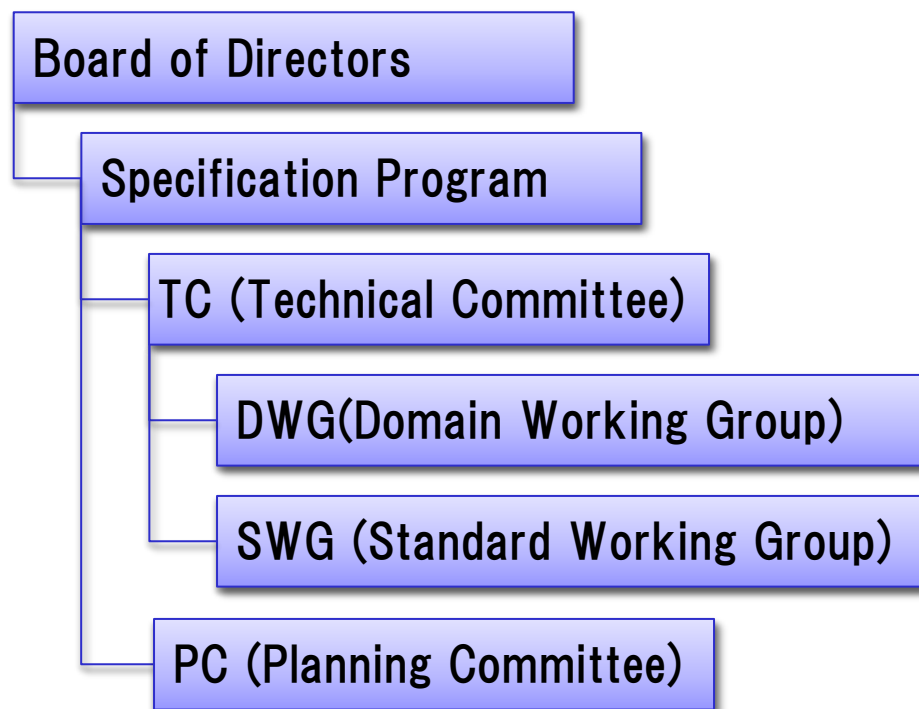 Board of Directors
Specification Program
TC (Technical Committee)
DWG(Domain Working Group)
SWG (Standard Working Group)
PC (Planning Committee)